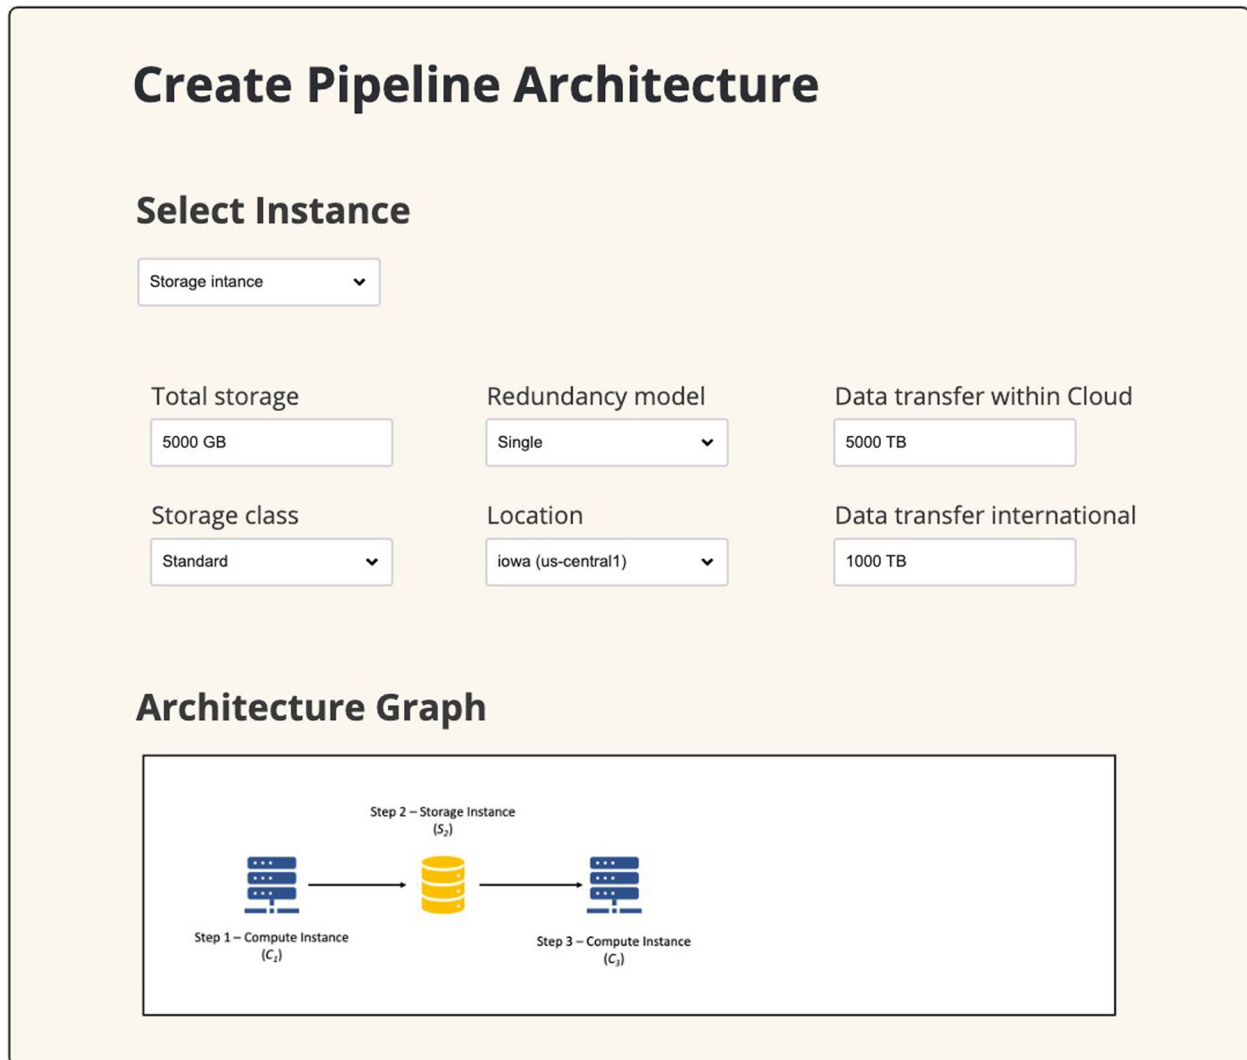 Create Pipeline Architecture
Select Instance
Storage intance
Total storage
Redundancy model
Data transfer within Cloud
5000 GB
Single
5000 TB
Storage class
Location
Data transfer international
Standard
iowa (us-central1)
1000 TB
Architecture Graph
Step 2 – Storage Instance
(S₂)
Step 1 – Compute Instance
(C₁)
Step 3 – Compute Instance
(C₃)